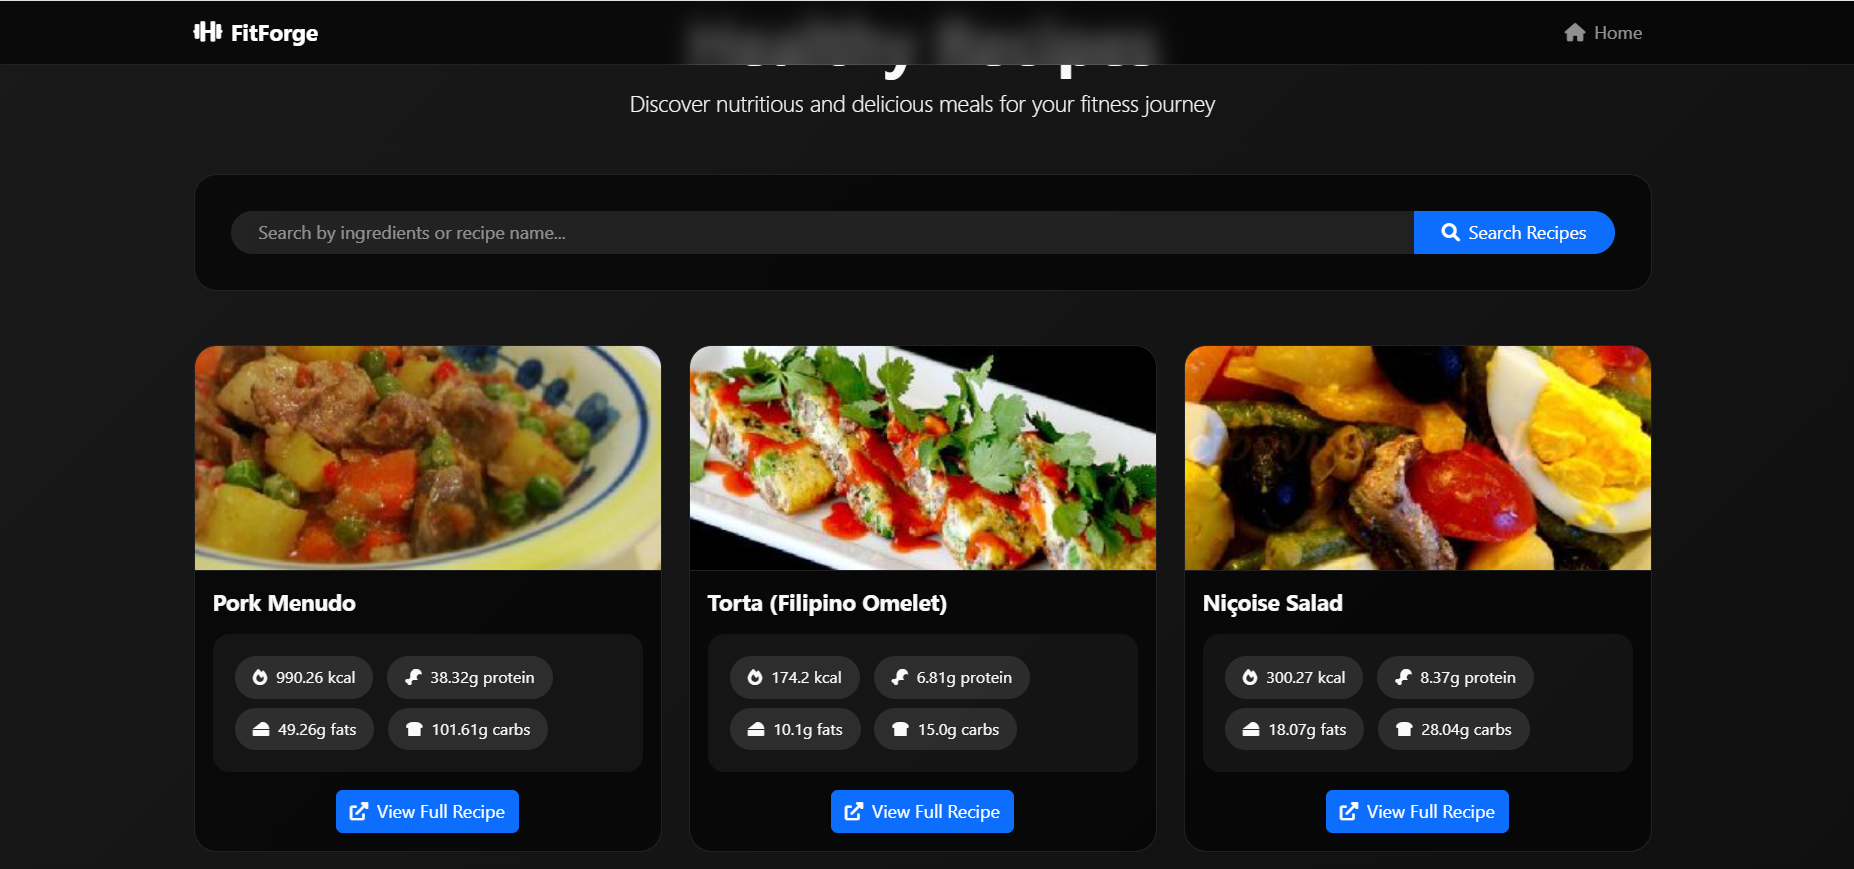 FitForge
Home
Healthy Recipes
Discover nutritious and delicious meals for your fitness journey
Search by ingredients or recipe name...
Search Recipes
Pork Menudo
990.26 kcal
38.32g protein
49.26g fats
101.61g carbs
View Full Recipe
Torta (Filipino Omelet)
174.2 kcal
6.81g protein
10.1g fats
15.0g carbs
View Full Recipe
Niçoise Salad
300.27 kcal
8.37g protein
18.07g fats
28.04g carbs
View Full Recipe